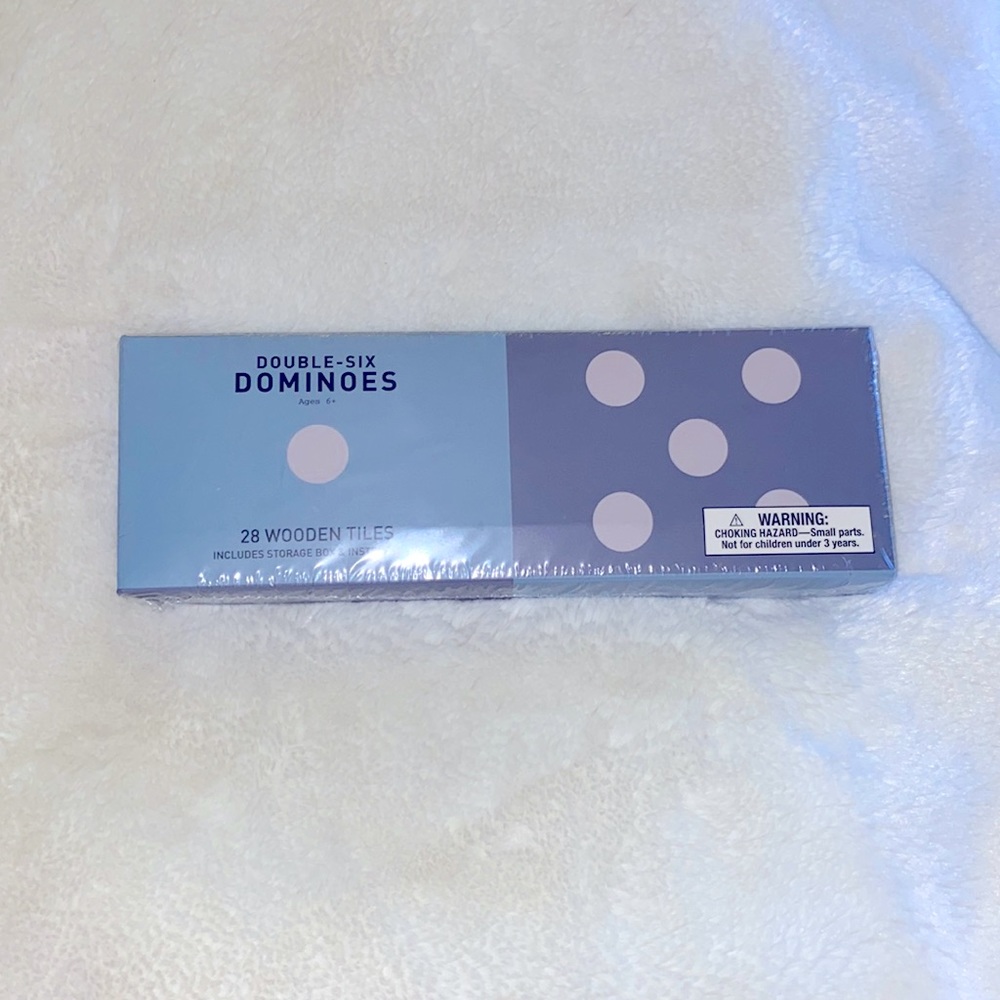 DOUBLE-SIX
DOMINOES
Ages 6+
28 WOODEN TILES
INCLUDES STORAGE BOX & INST
WARNING:
CHOKING HAZARD—Small parts.
Not for children under 3 years.